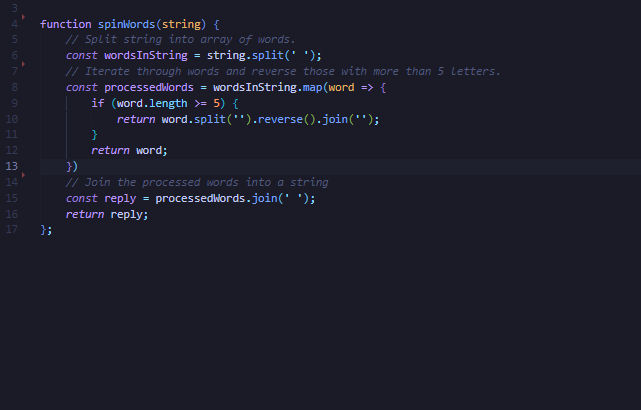 3
4 function spinWords(string) {
5 // Split string into array of words.
6 const wordsInString = string.split(' ');
7 // Iterate through words and reverse those with more than 5 letters.
8 const processedWords = wordsInString.map(word => {
9 if (word.length >= 5) {
10 return word.split('').reverse().join('');
11 }
12 return word;
13 })
14 // Join the processed words into a string
15 const reply = processedWords.join(' ');
16 return reply;
17 };